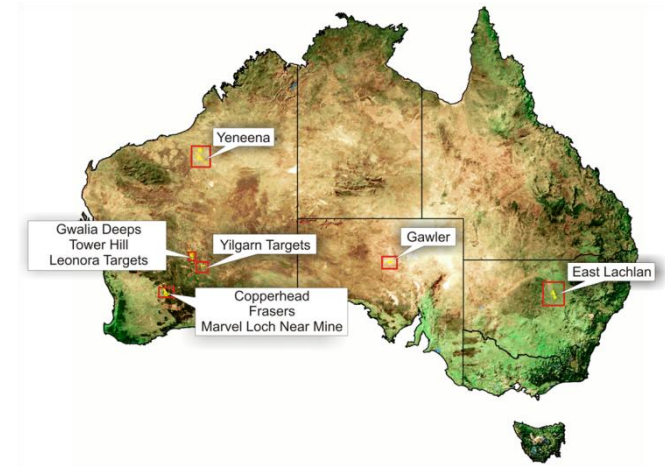 Yeneena
Gwalia Deeps
Tower Hill
Leonora Targets
Yilgarn Targets
Gawler
East Lachlan
Copperhead
Frasers
Marvel Loch Near Mine